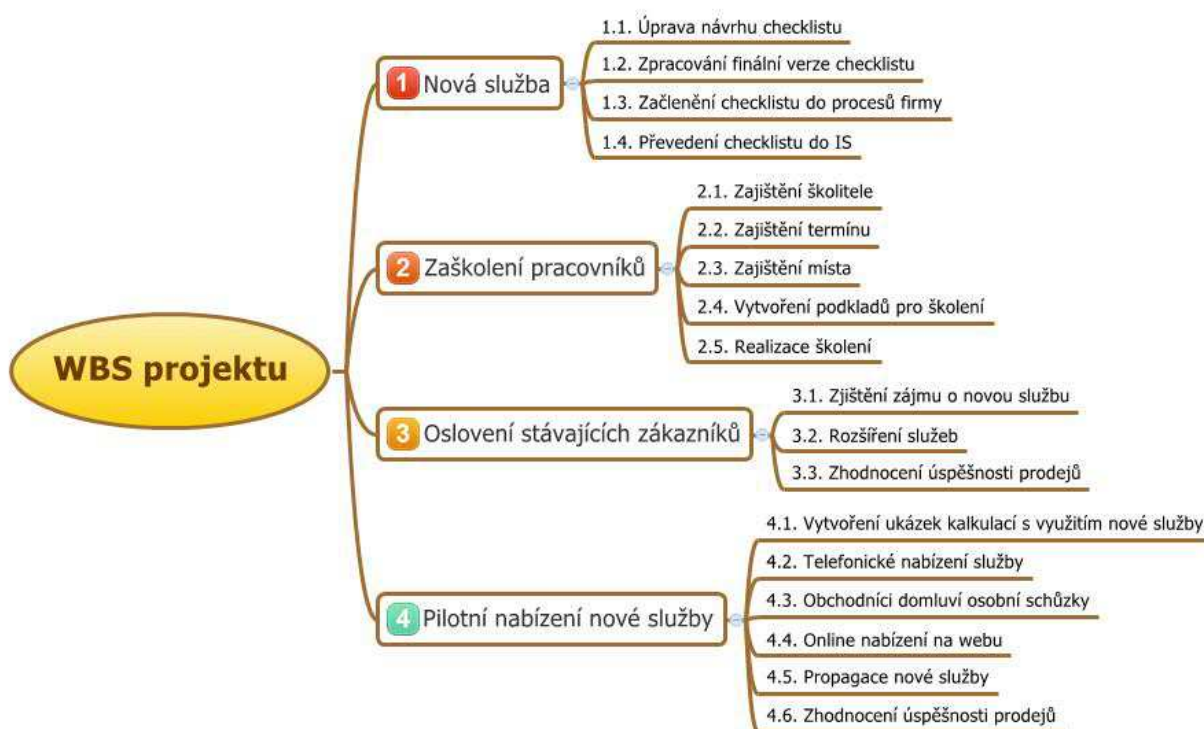 WBS projektu
1 Nová služba
1.1. Úprava návrhu checklistu
1.2. Zpracování finální verze checklistu
1.3. Začlenění checklistu do procesů firmy
1.4. Převedení checklistu do IS
2 Zaškolení pracovníků
2.1. Zajištění školitele
2.2. Zajištění termínu
2.3. Zajištění místa
2.4. Vytvoření podkladů pro školení
2.5. Realizace školení
3 Oslovení stávajících zákazníků
3.1. Zjištění zájmu o novou službu
3.2. Rozšíření služeb
3.3. Zhodnocení úspěšnosti prodejů
4 Pilotní nabízení nové služby
4.1. Vytvoření ukázek kalkulací s využitím nové služby
4.2. Telefonické nabízení služby
4.3. Obchodníci domluví osobní schůzky
4.4. Online nabízení na webu
4.5. Propagace nové služby
4.6. Zhodnocení úspěšnosti prodejů